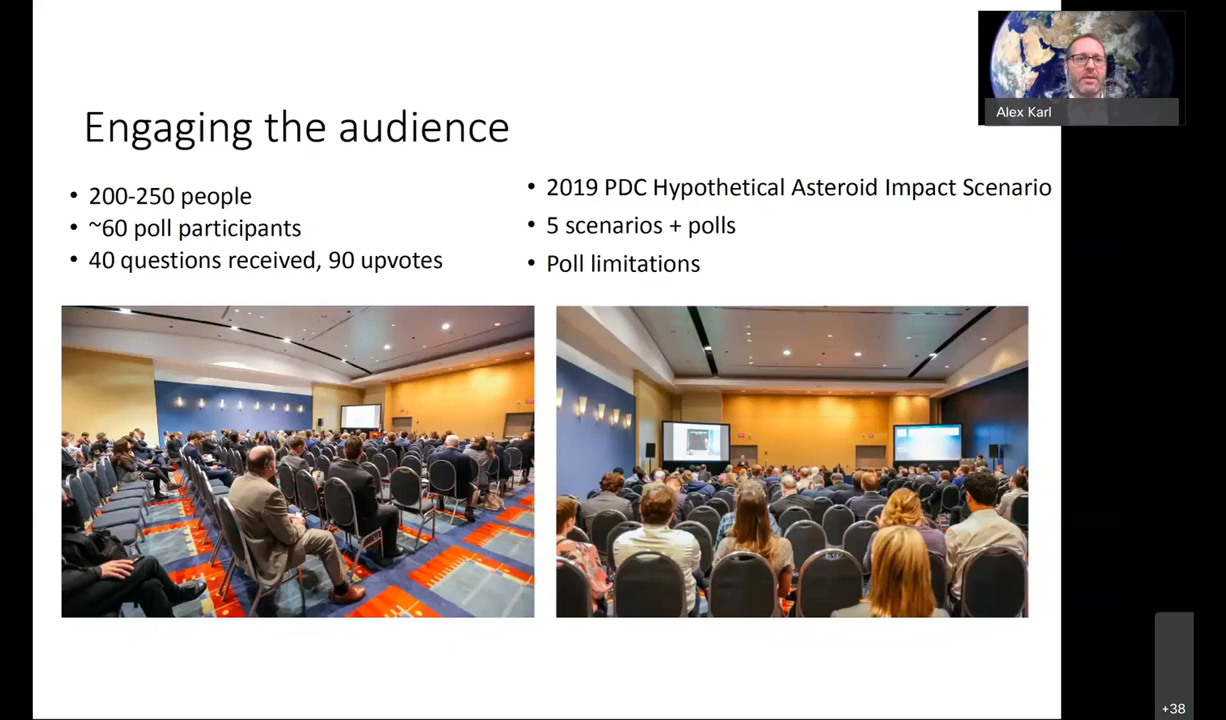 Engaging the audience
• 200-250 people
• ~60 poll participants
• 40 questions received, 90 upvotes
• 2019 PDC Hypothetical Asteroid Impact Scenario
• 5 scenarios + polls
• Poll limitations
Alex Karl
+38